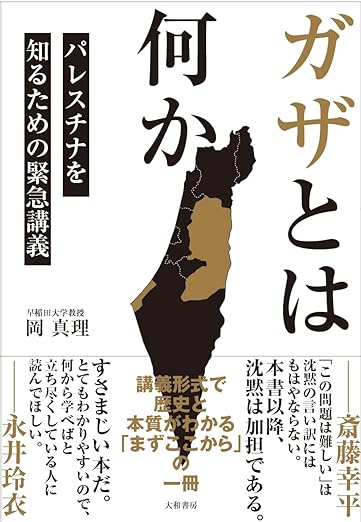 ガザとは
何か
パレスチナを
知るための緊急講義
早稲田大学教授
岡 真理
「この問題は難しい」は
沈黙の言い訳には
もはやならない。
本書以降、
沈黙は加担である。
――斎藤幸平
講義形式で
歴史と
本質がわかる
「まずここから」
の
一冊
すさまじい本だ。
とてもわかりやすいので、
何から学べばと
立ち尽くしている人に
読んでほしい。
――永井玲衣
大和書房